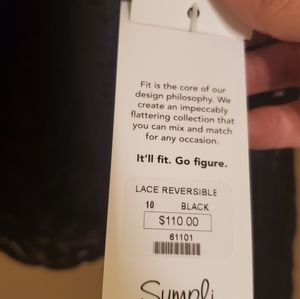 Fit is the core of our
design philosophy. We
create an impeccably
flattering collection that
you can mix and match
for any occasion.
It'll fit. Go figure.
LACE REVERSIBLE
10 BLACK
$110.00
61101
Sympli